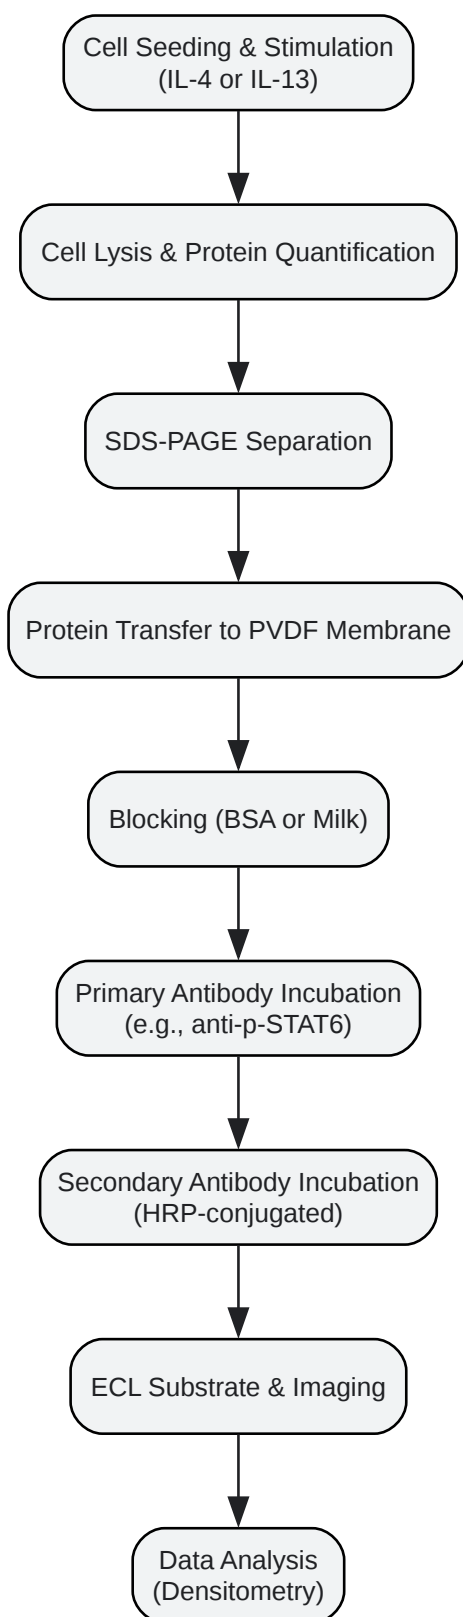 Cell Seeding & Stimulation
(IL-4 or IL-13)
Cell Lysis & Protein Quantification
SDS-PAGE Separation
Protein Transfer to PVDF Membrane
Blocking (BSA or Milk)
Primary Antibody Incubation
(e.g., anti-p-STAT6)
Secondary Antibody Incubation
(HRP-conjugated)
ECL Substrate & Imaging
Data Analysis
(Densitometry)